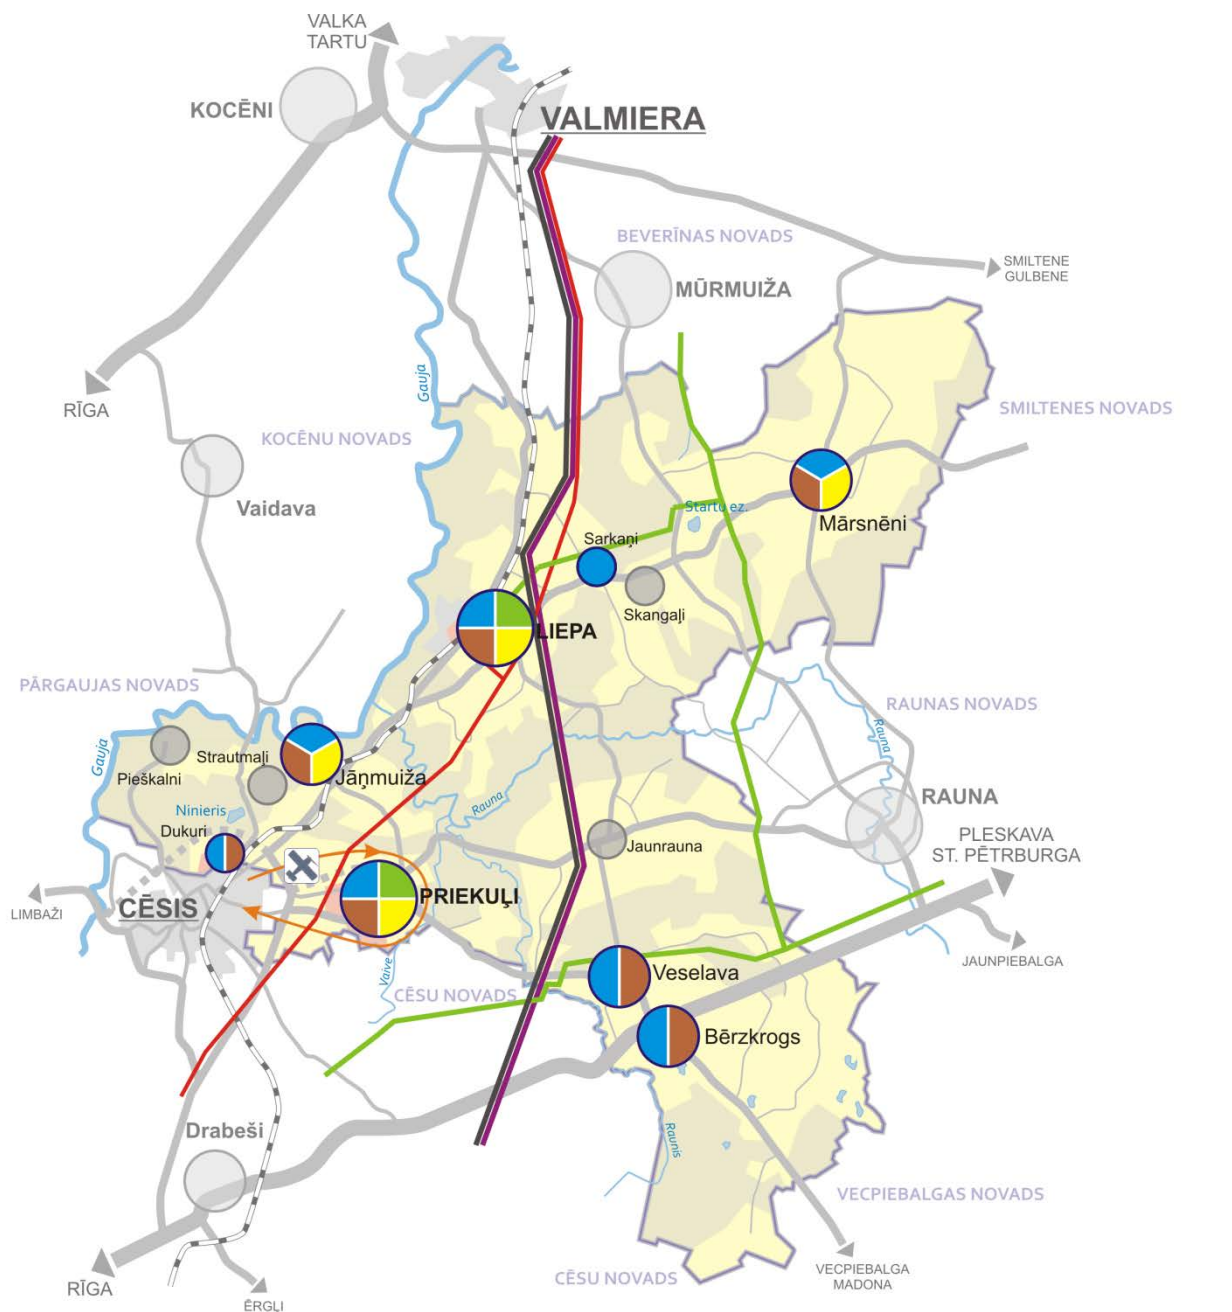 VALKA
TARTU
KOCĒNI
VALMIERA
BEVERĪNAS NOVADS
SMILTENE
GULBENE
MŪRMUIŽA
Gauja
RĪGA
SMILTENES NOVADS
KOCĒNU NOVADS
Vaidava
Startu ez.
Mārsnēni
Sarkaņi
Skangaļi
LIEPA
PĀRGAUJAS NOVADS
RAUNAS NOVADS
Rauna
Gauja
Strautmaļi
Pieškalni
Jāņmuiža
Ninieris
Rauna
RAUNA
Dukuri
PLESKAVA
ST. PĒTRBURGA
Jaunrauna
PRIEKUĻI
CĒSIS
LIMBAŽI
JAUNPIEBALGA
Vaive
Veselava
CĒSU NOVADS
Bērzkrogs
Drabeši
Raunis
VECPIEBALGAS NOVADS
VECPIEBALGA
MADONA
CĒSU NOVADS
RĪGA
ĒRGĻI